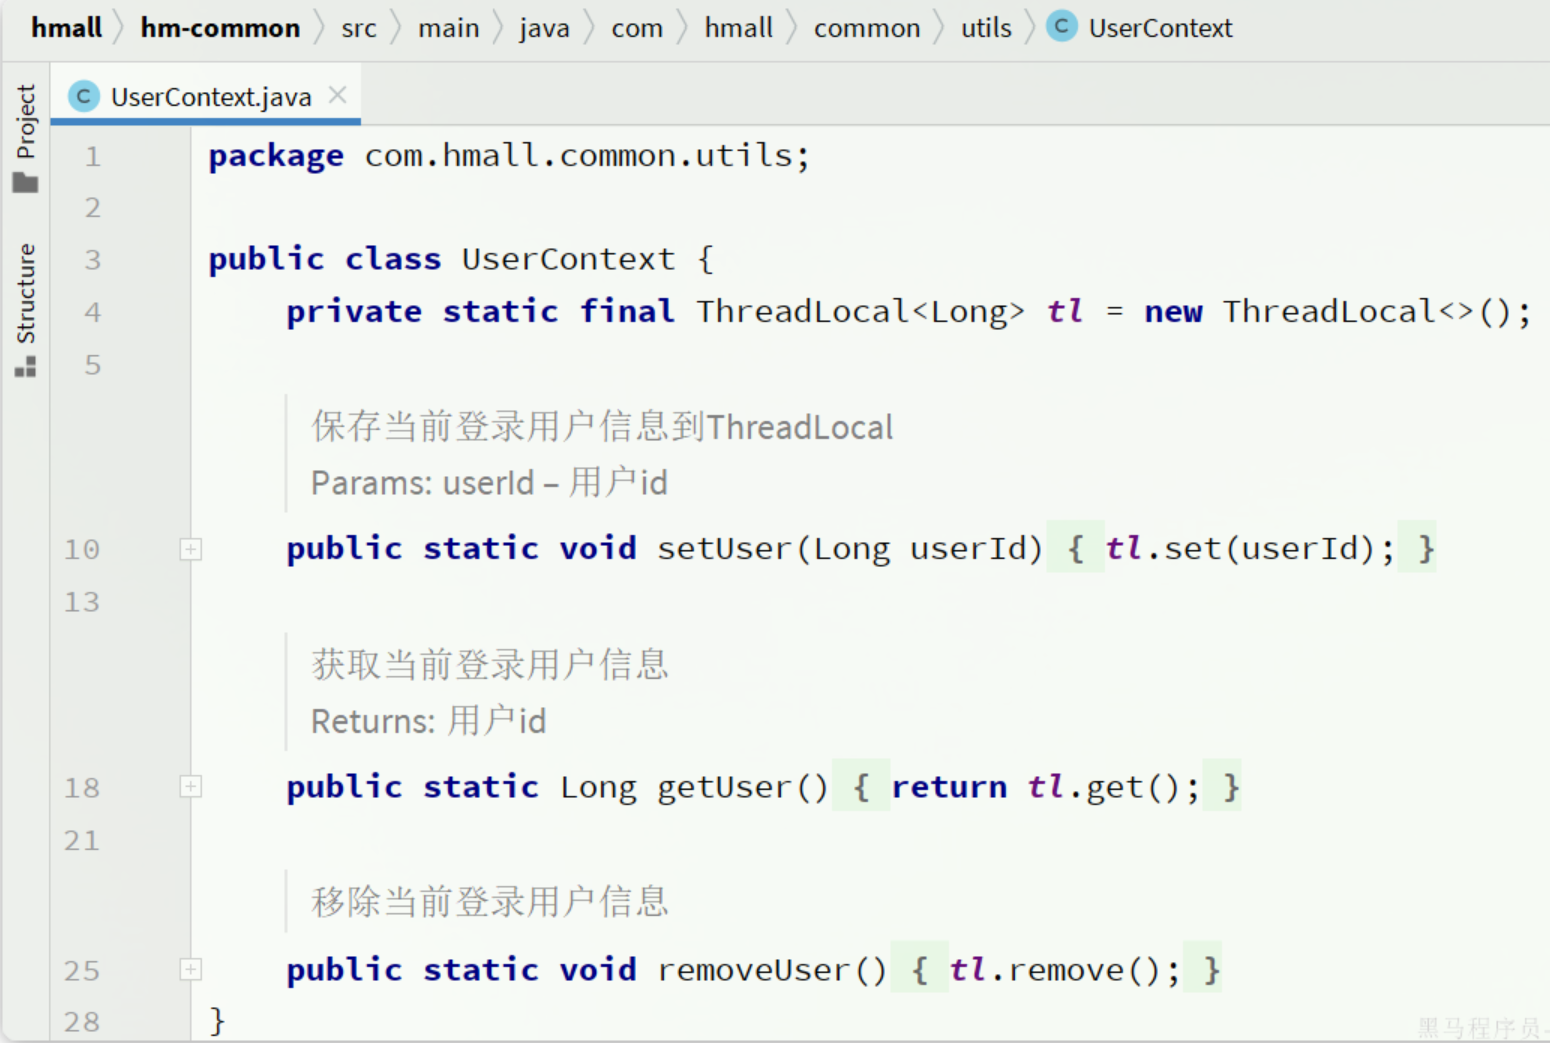 hmall hm-common src main java com hmall common utils C UserContext
C UserContext.java
Project
Structure
1 package com.hmall.common.utils;
2
3 public class UserContext {
4 private static final ThreadLocal<Long> tl = new ThreadLocal<>();
5
保存当前登录用户信息到ThreadLocal
Params: userId – 用户id
10 public static void setUser(Long userId) { tl.set(userId); }
13
获取当前登录用户信息
Returns: 用户id
18 public static Long getUser() { return tl.get(); }
21
移除当前登录用户信息
25 public static void removeUser() { tl.remove(); }
28 }
黑马程序员